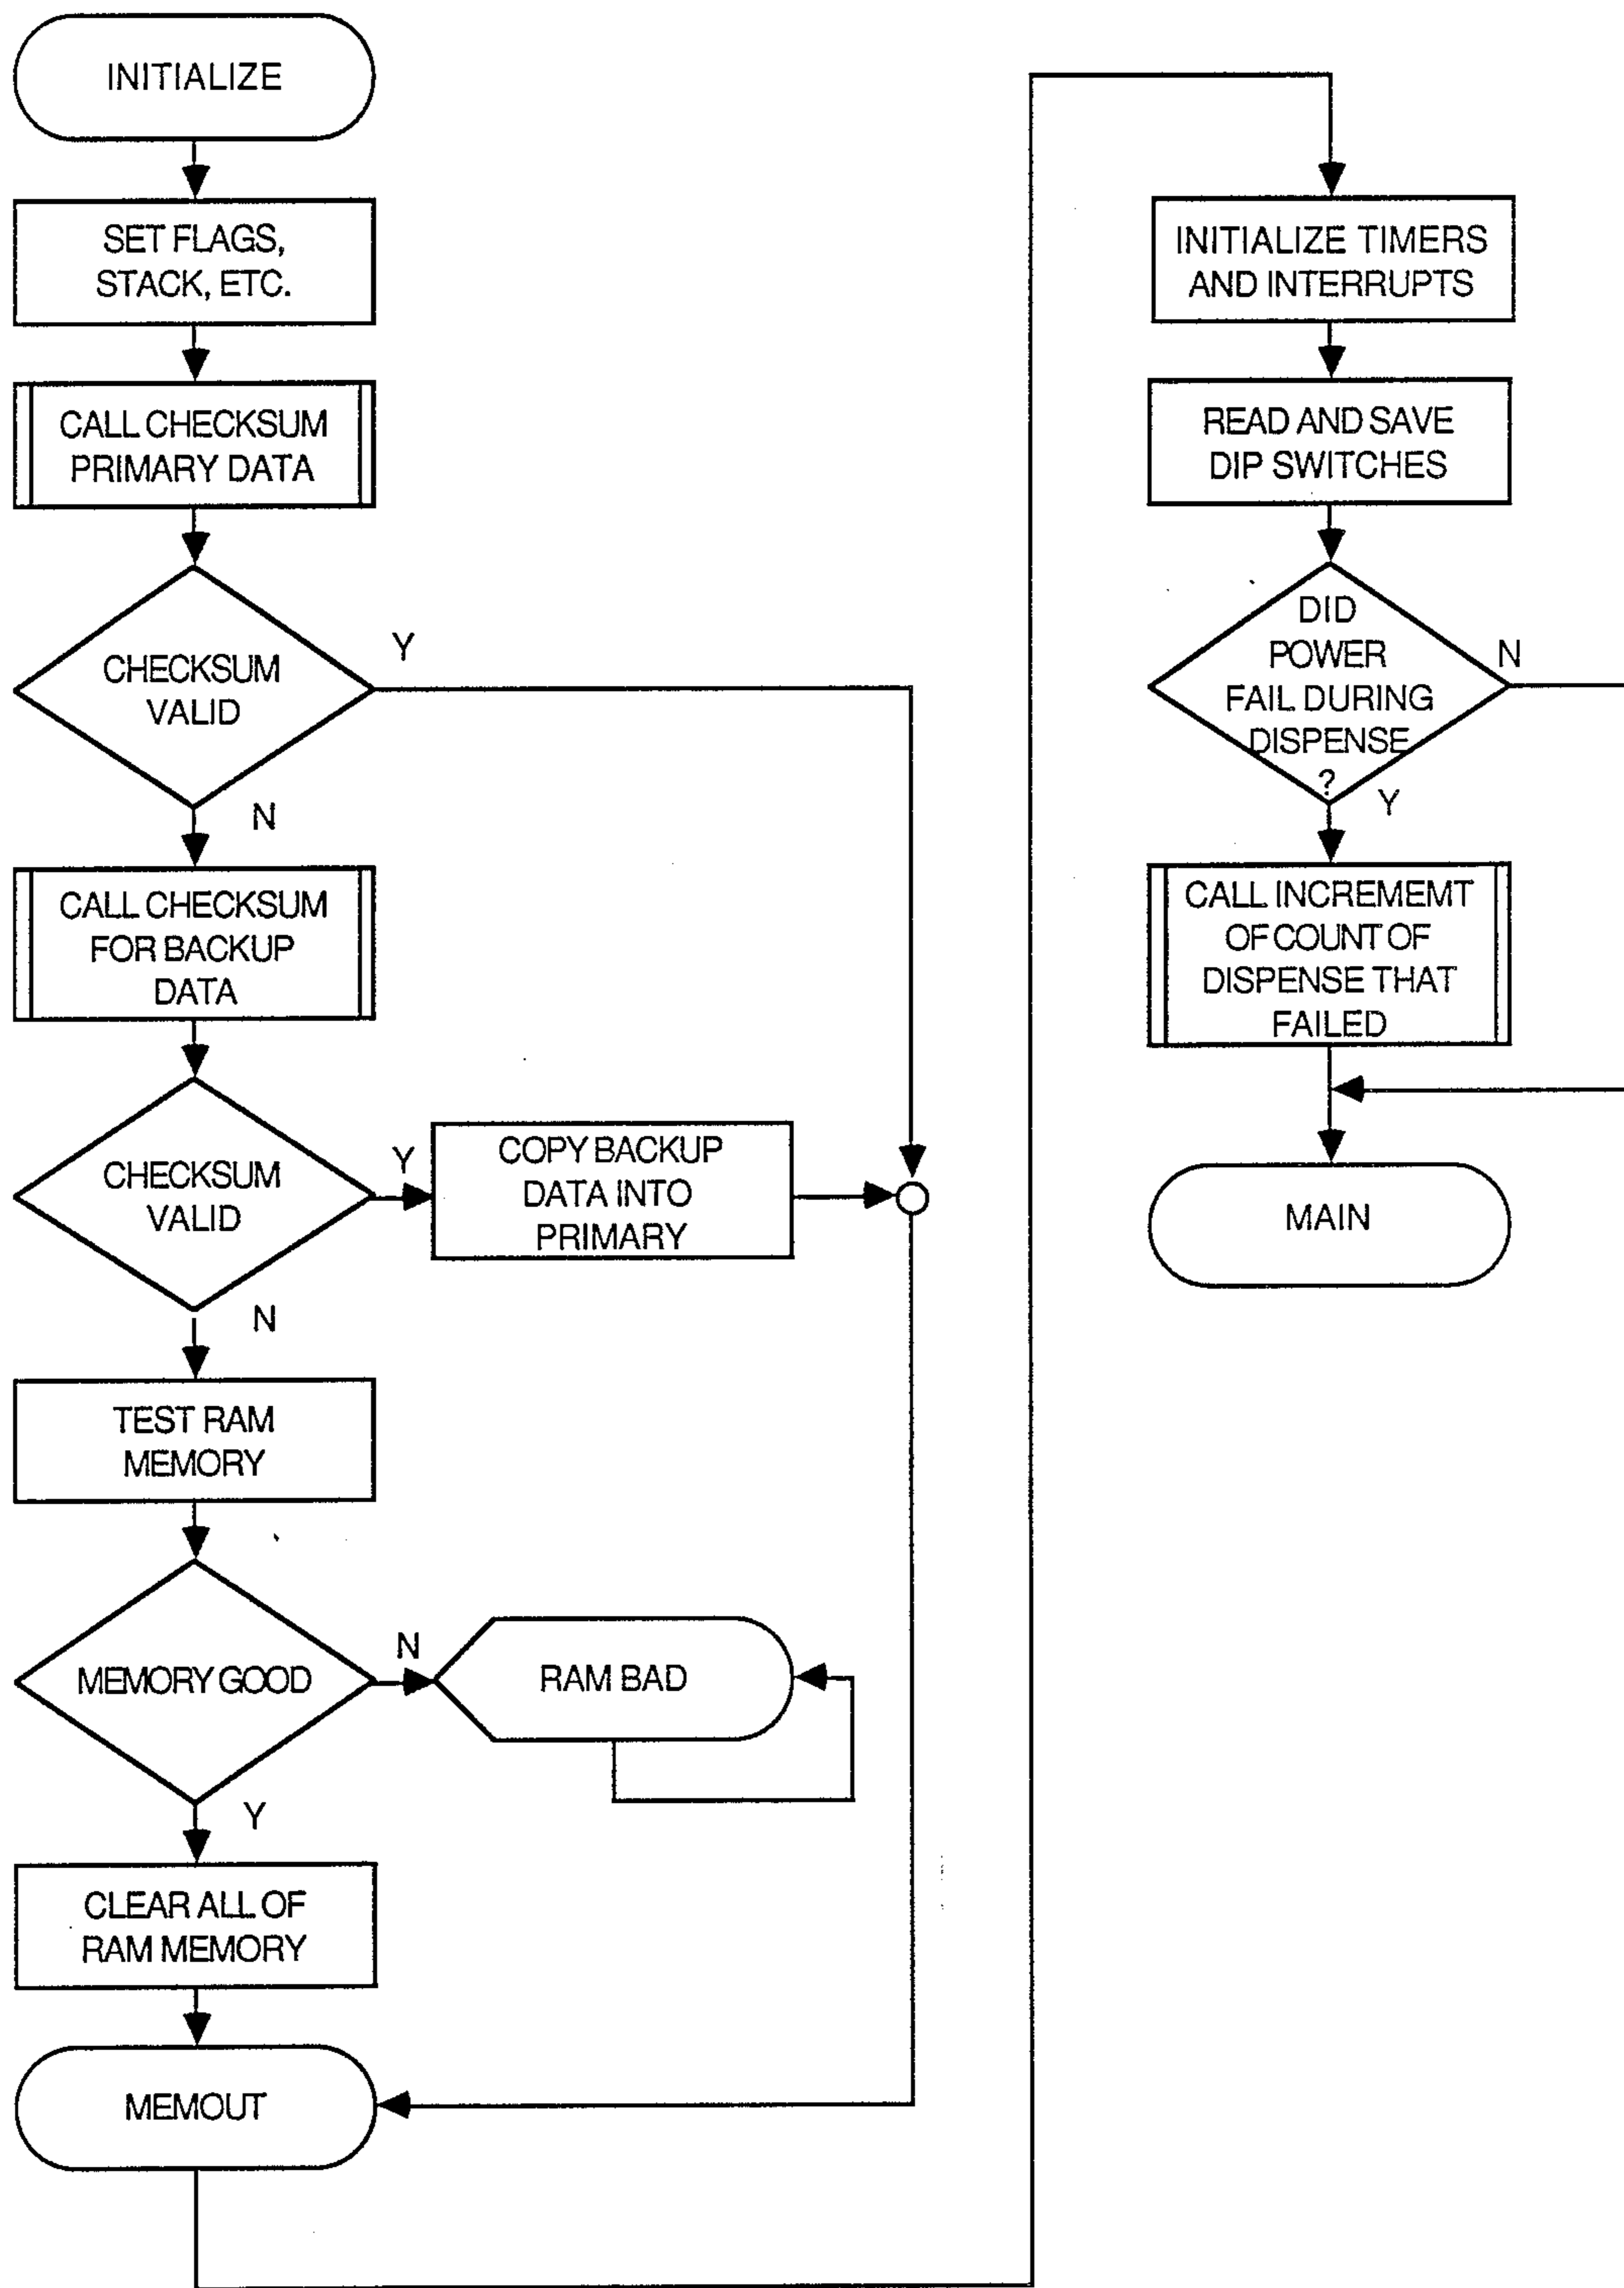 INITIALIZE
SET FLAGS,
STACK, ETC.
CALL CHECKSUM
PRIMARY DATA
CHECKSUM
VALID
Y
N
CALL CHECKSUM
FOR BACKUP
DATA
CHECKSUM
VALID
Y
COPY BACKUP
DATA INTO
PRIMARY
N
TEST RAM
MEMORY
MEMORY GOOD
N
RAM BAD
Y
CLEAR ALL OF
RAM MEMORY
MEMOUT
INITIALIZE TIMERS
AND INTERRUPTS
READ AND SAVE
DIP SWITCHES
DID
POWER
FAIL DURING
DISPENSE
?
N
Y
CALL INCREMEMT
OF COUNT OF
DISPENSE THAT
FAILED
MAIN